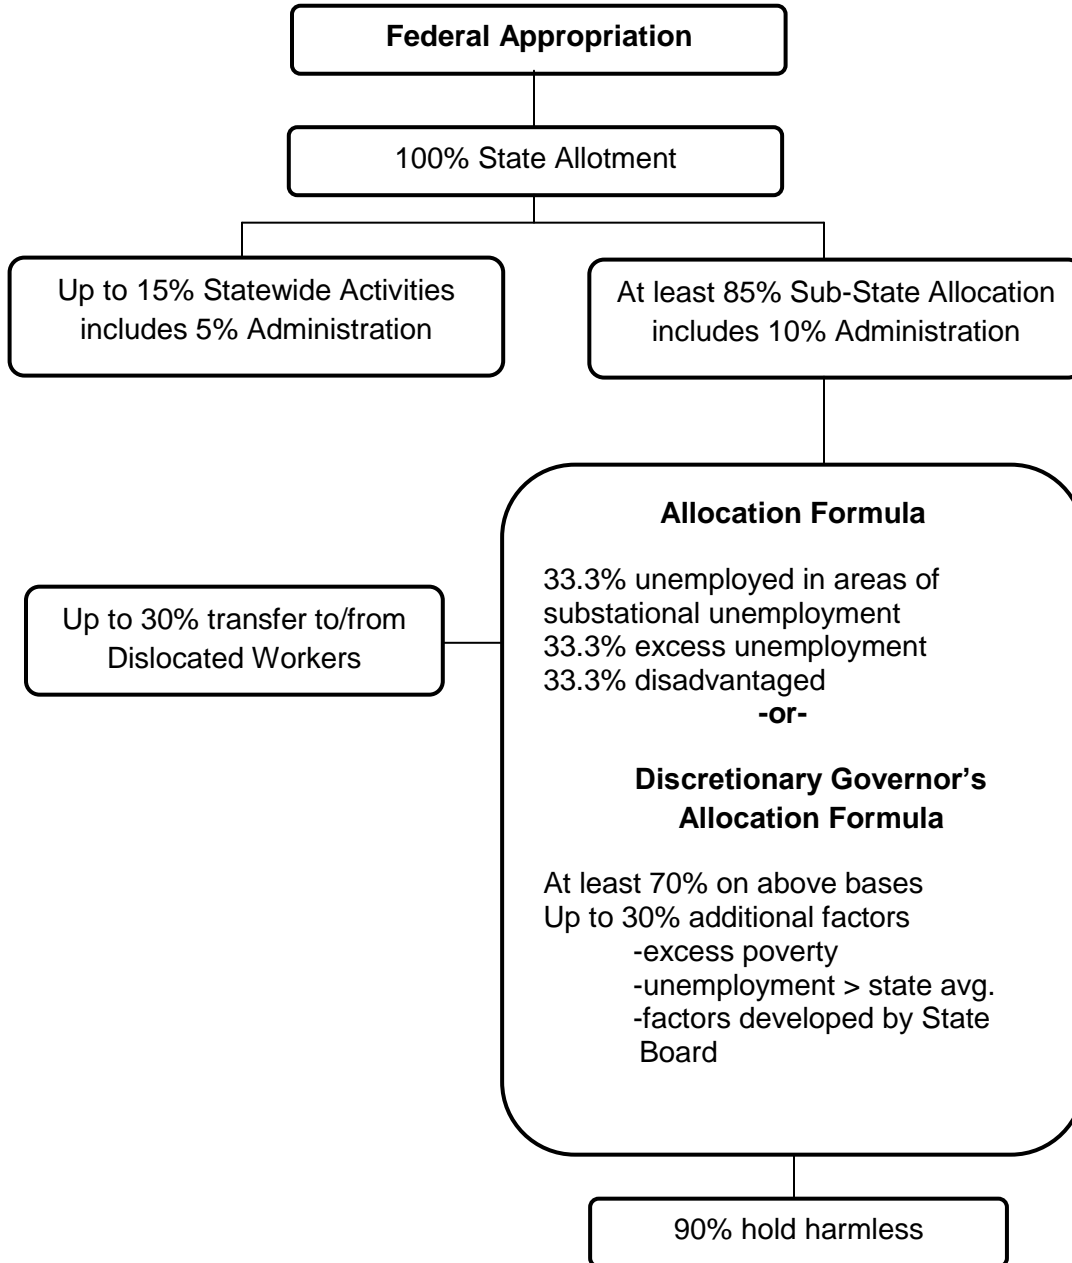 Federal Appropriation
100% State Allotment
Up to 15% Statewide Activities
includes 5% Administration
At least 85% Sub-State Allocation
includes 10% Administration
Up to 30% transfer to/from
Dislocated Workers
Allocation Formula
33.3% unemployed in areas of
substational unemployment
33.3% excess unemployment
33.3% disadvantaged
-or-
Discretionary Governor’s
Allocation Formula
At least 70% on above bases
Up to 30% additional factors
-excess poverty
-unemployment > state avg.
-factors developed by State
Board
90% hold harmless